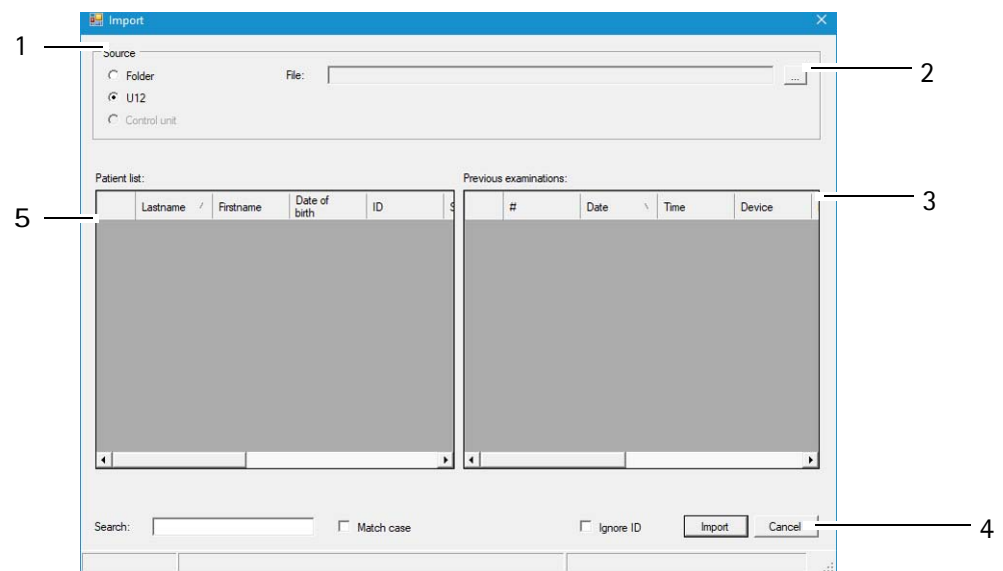 Import
1
Source
Folder
File:
...
2
U12
Control unit
Patient list:
Previous examinations:
Lastname
Firstname
Date of
birth
ID
S
#
Date
Time
Device
3
5
Search:
Match case
Ignore ID
Import
Cancel
4